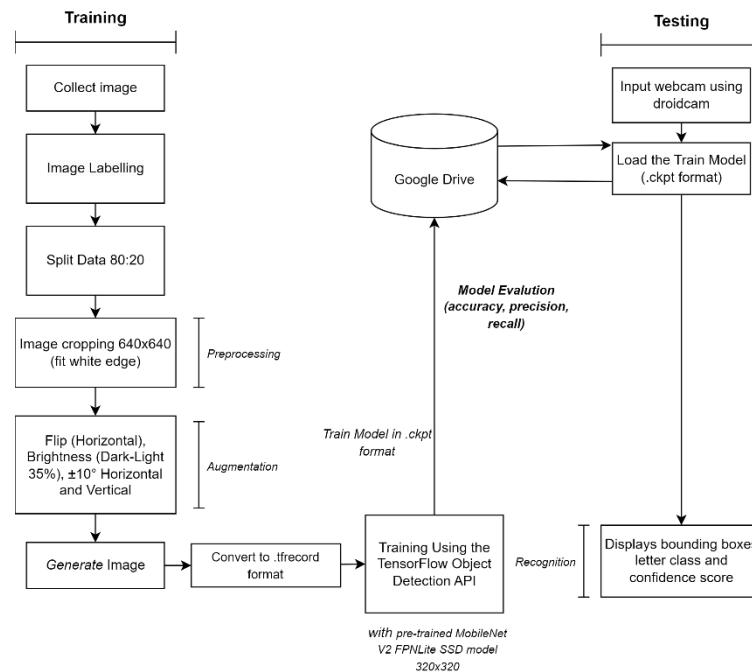 Training
Collect image
Image Labelling
Split Data 80:20
Image cropping 640x640
(fit white edge)
Preprocessing
Flip (Horizontal),
Brightness (Dark-Light
35%), ±10° Horizontal
and Vertical
Augmentation
Generate Image
Convert to .tfrecord
format
Training Using the
TensorFlow Object
Detection API
with pre-trained MobileNet
V2 FPNLite SSD model
320x320
Train Model in .ckpt
format
Model Evalution
(accuracy, precision,
recall)
Google Drive
Testing
Input webcam using
droidcam
Load the Train Model
(.ckpt format)
Recognition
Displays bounding boxes
letter class and
confidence score